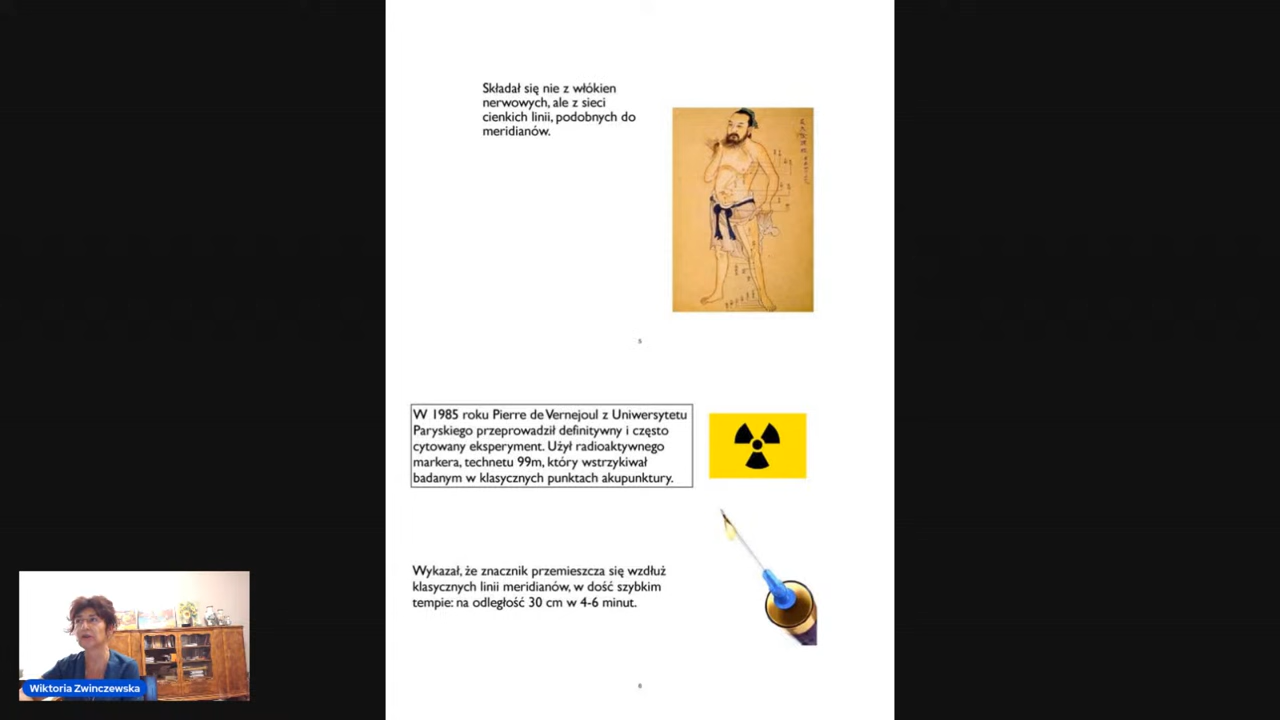 Składał się nie z włókien
nerwowych, ale z sieci
cienkich linii, podobnych do
meridianów.
5
W 1985 roku Pierre de Vernejoul z Uniwersytetu
Paryskiego przeprowadził definitywny i często
cytowany eksperyment. Użył radioaktywnego
markera, technetu 99m, który wstrzykiwał
badanym w klasycznych punktach akupunktury.
Wykazał, że znacznik przemieszcza się wzdłuż
klasycznych linii meridianów, w dość szybkim
tempie: na odległość 30 cm w 4-6 minut.
6
Wiktoria Zwinczewska